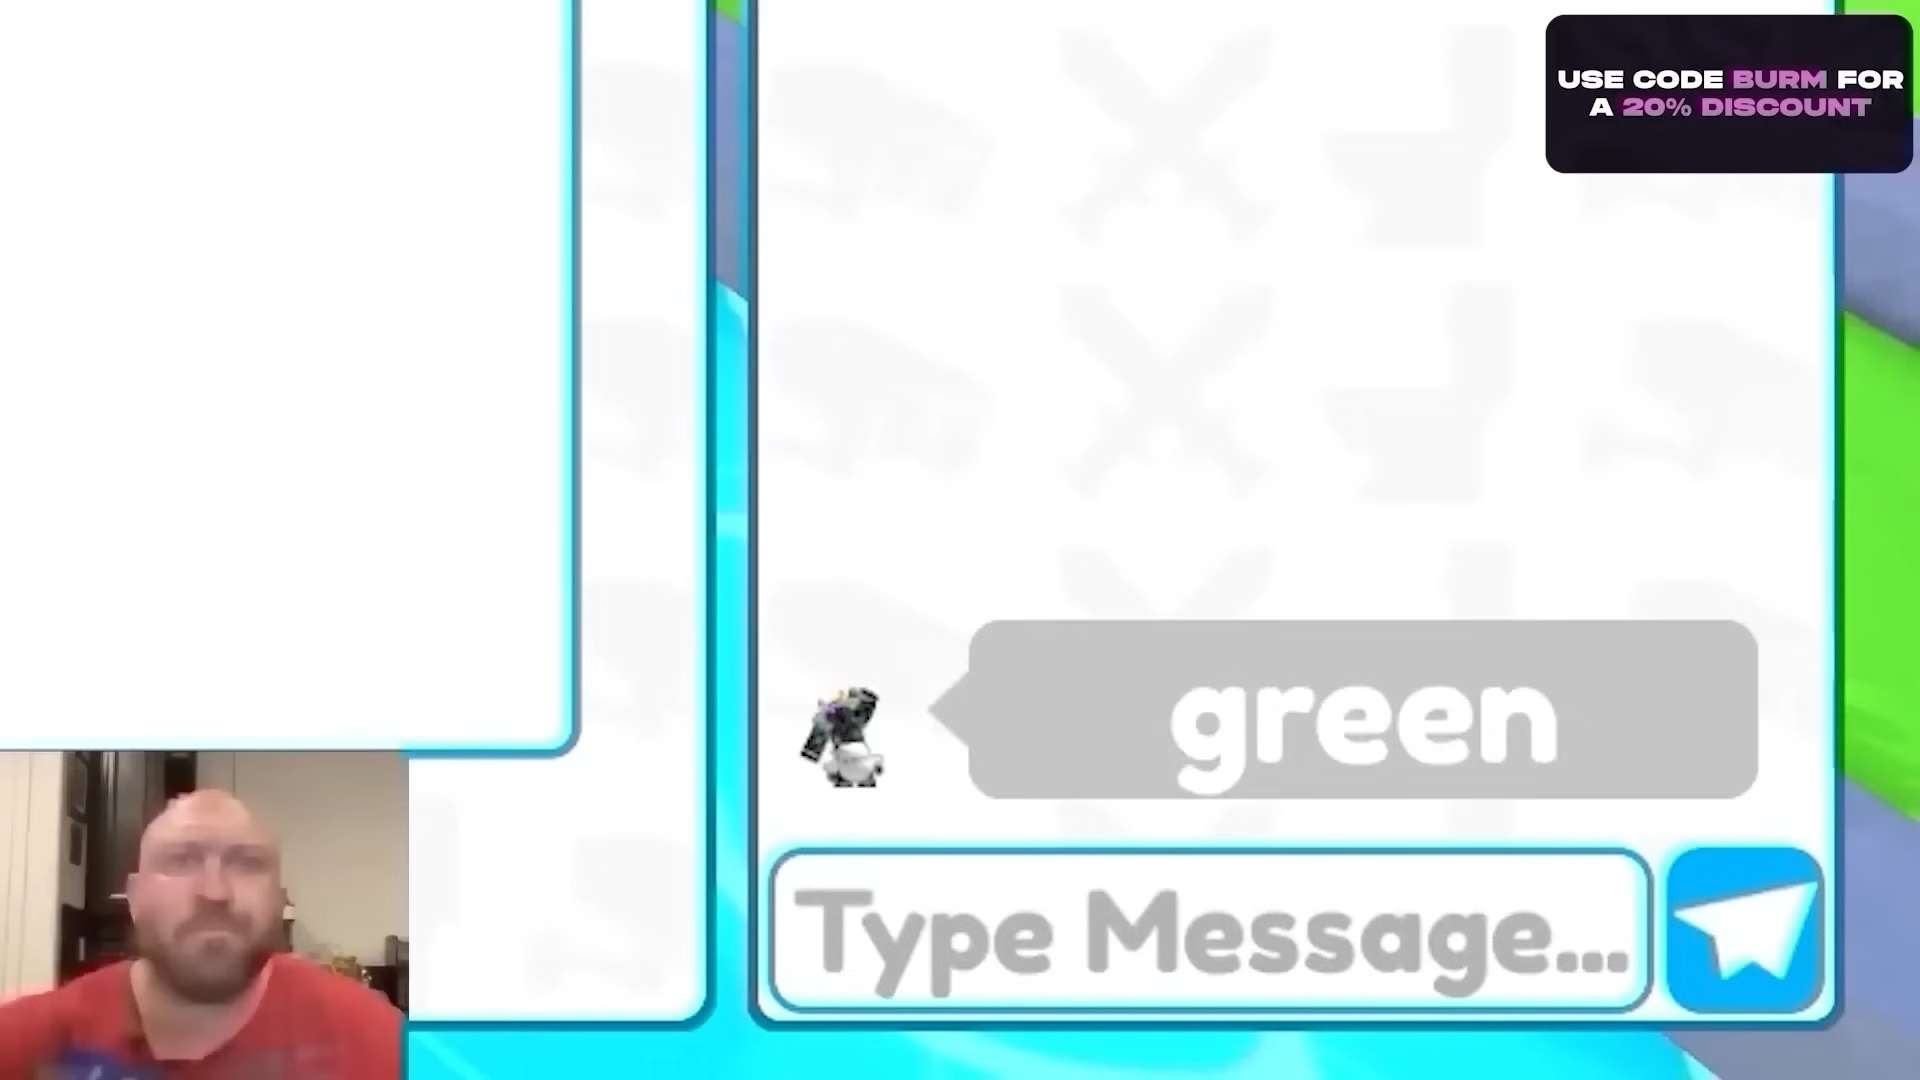 USE CODE BURM FOR
A 20% DISCOUNT
green
Type Message...